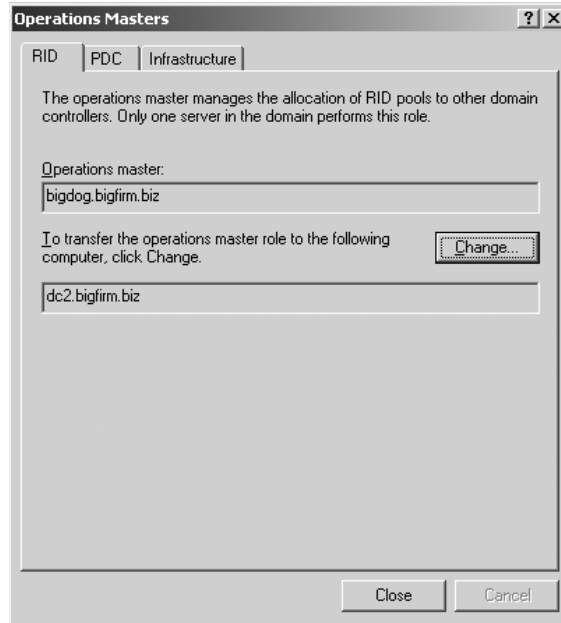 Operations Masters
RID PDC Infrastructure
The operations master manages the allocation of RID pools to other domain
controllers. Only one server in the domain performs this role.
Operations master:
bigdog.bigfirm.biz
To transfer the operations master role to the following
computer, click Change.
Change...
dc2.bigfirm.biz
Close Cancel